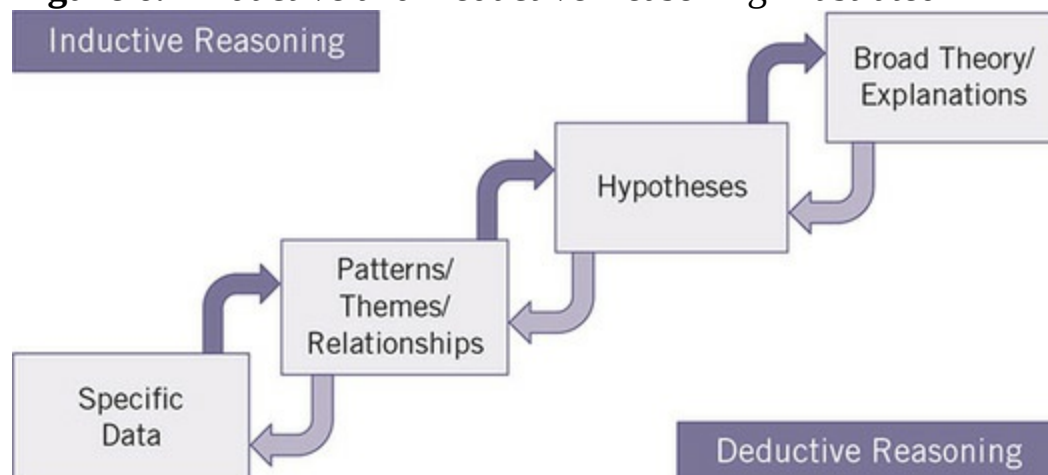 Inductive Reasoning
Broad Theory/
Explanations
Hypotheses
Patterns/
Themes/
Relationships
Specific
Data
Deductive Reasoning